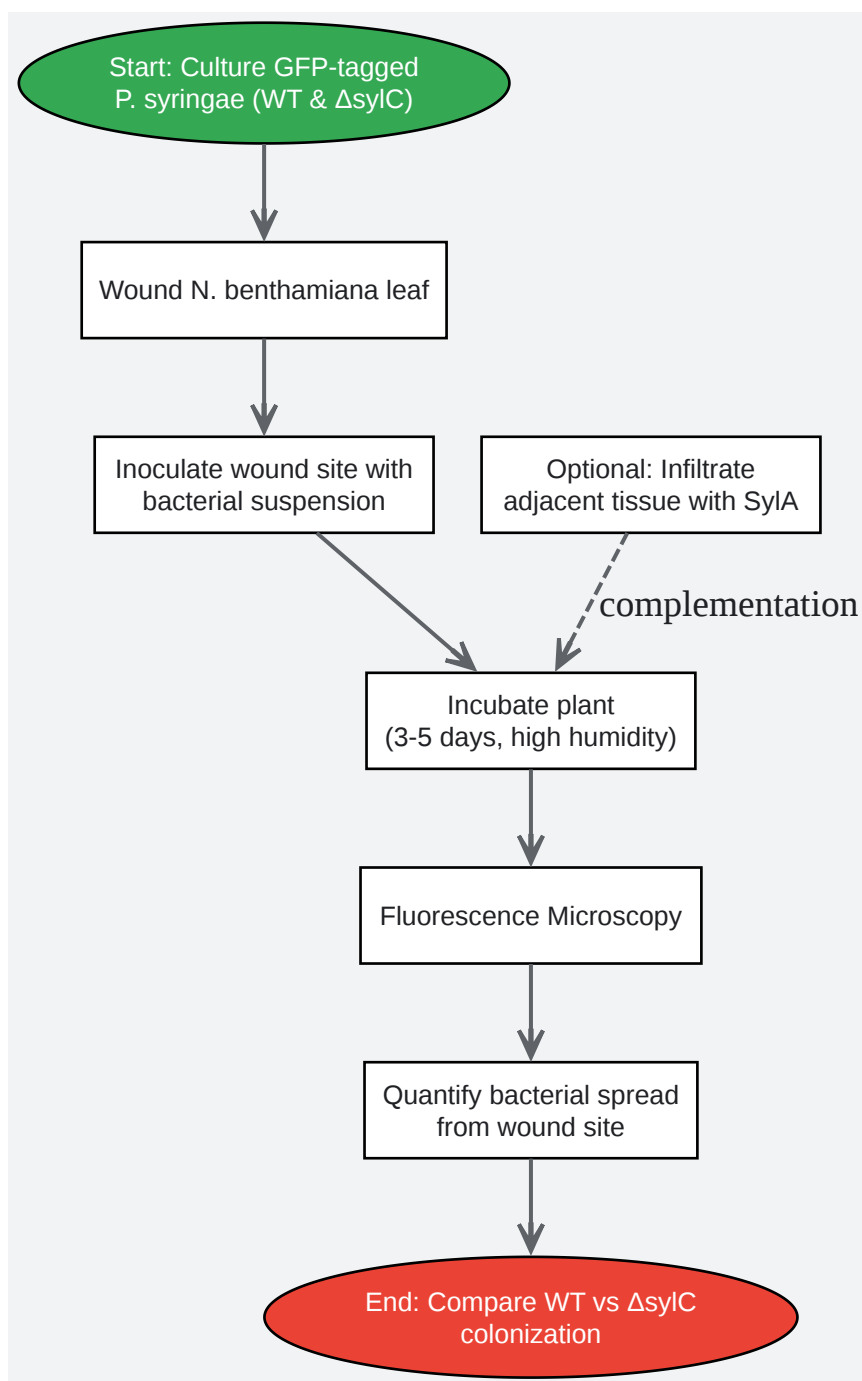 Start: Culture GFP-tagged
P. syringae (WT & ΔsylC)
Wound N. benthamiana leaf
Inoculate wound site with
bacterial suspension
Optional: Infiltrate
adjacent tissue with SylA
complementation
Incubate plant
(3-5 days, high humidity)
Fluorescence Microscopy
Quantify bacterial spread
from wound site
End: Compare WT vs ΔsylC
colonization